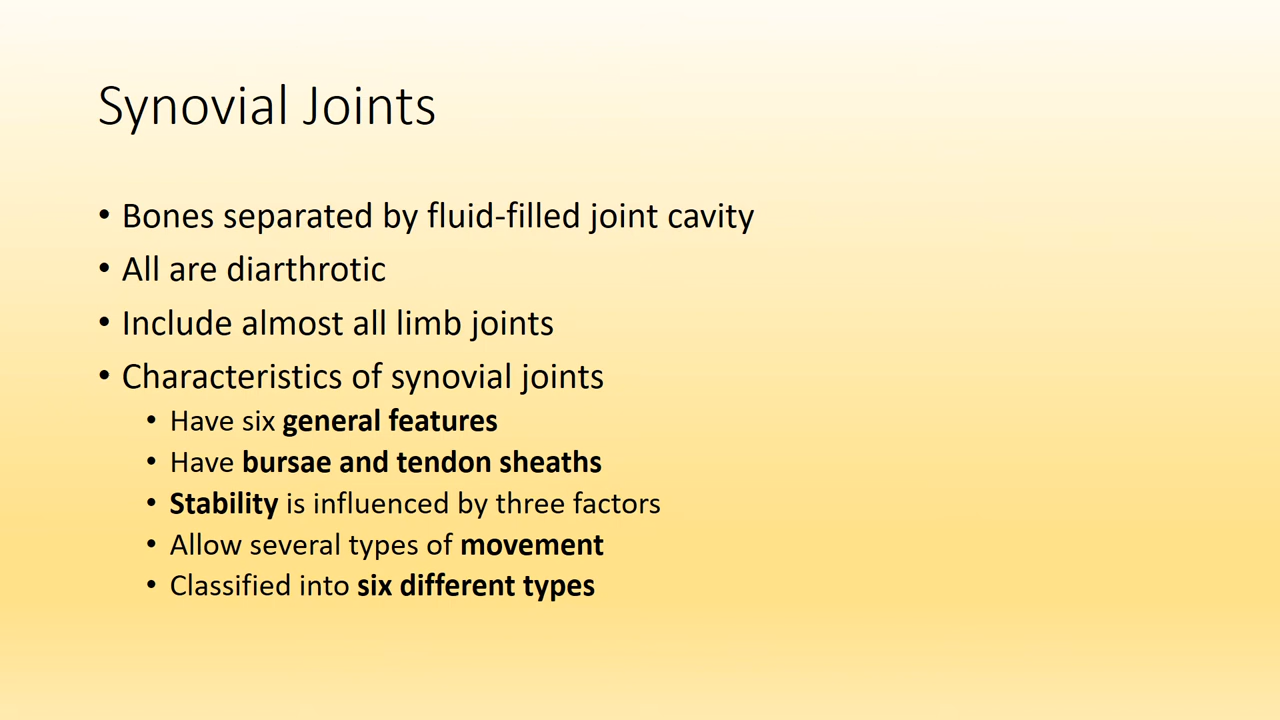 Synovial Joints
• Bones separated by fluid-filled joint cavity
• All are diarthrotic
• Include almost all limb joints
• Characteristics of synovial joints
• Have six general features
• Have bursae and tendon sheaths
• Stability is influenced by three factors
• Allow several types of movement
• Classified into six different types